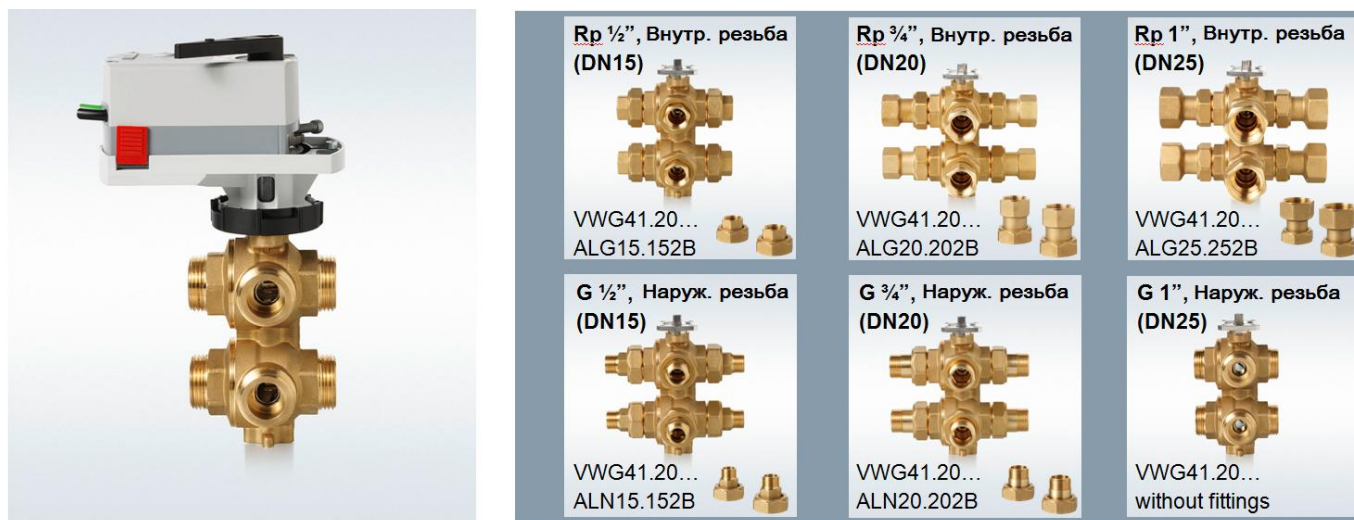 Rp ½”, Внутр. резьба
(DN15)
VWG41.20…
ALG15.152B
Rp ¾”, Внутр. резьба
(DN20)
VWG41.20…
ALG20.202B
Rp 1”, Внутр. резьба
(DN25)
VWG41.20…
ALG25.252B
G ½”, Наруж. резьба
(DN15)
VWG41.20…
ALN15.152B
G ¾”, Наруж. резьба
(DN20)
VWG41.20…
ALN20.202B
G 1”, Наруж. резьба
(DN25)
VWG41.20…
without fittings